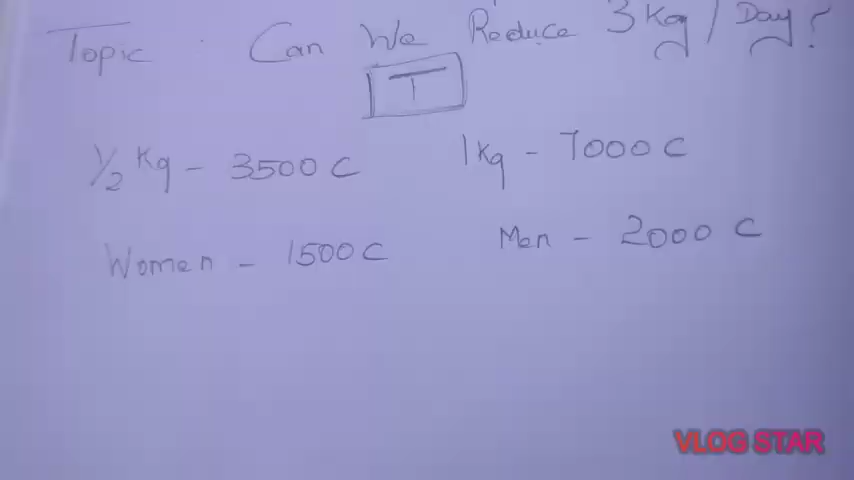 Topic . Can We Reduce 3 Kg / Day ?
T
1/2 Kg - 3500 C 1 Kg - 7000 C
Women - 1500 C Men - 2000 C
VLOG STAR